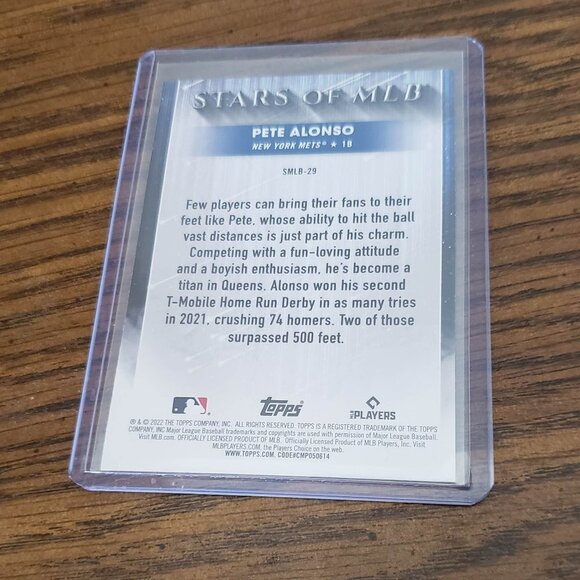 STARS OF MLB
PETE ALONSO
NEW YORK METS® ★ 1B
SMLB-29
Few players can bring their fans to their
feet like Pete, whose ability to hit the ball
vast distances is just part of his charm.
Competing with a fun-loving attitude
and a boyish enthusiasm, he's become a
titan in Queens. Alonso won his second
T-Mobile Home Run Derby in as many tries
in 2021, crushing 74 homers. Two of those
surpassed 500 feet.
Topps
MLB PLAYERS
® & © 2022 THE TOPPS COMPANY, INC. ALL RIGHTS RESERVED. TOPPS IS A REGISTERED TRADEMARK OF THE TOPPS
COMPANY, INC. Major League Baseball trademarks and copyrights are used with permission of Major League Baseball.
Visit MLB.com. OFFICIALLY LICENSED PRODUCT OF MLB. Officially Licensed Product of MLB Players, Inc. Visit
MLBPLAYERS.COM, the Players Choice on the web.
WWW.TOPPS.COM. CODE#CMP050614